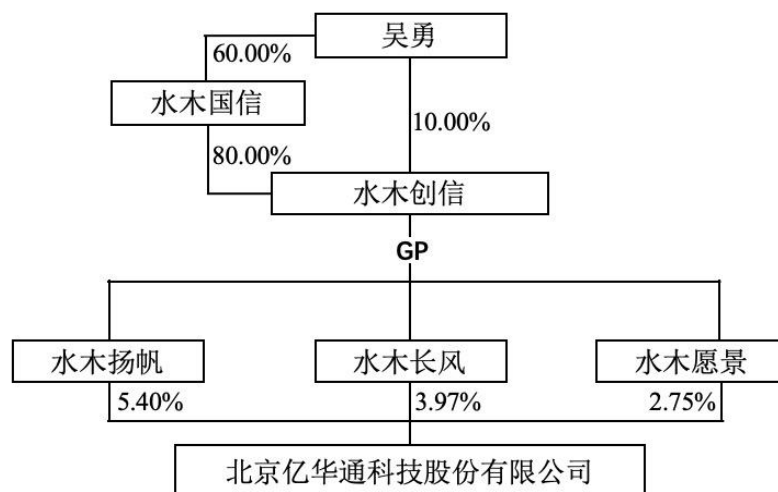 吴勇
60.00%
水木国信
10.00%
80.00%
水木创信
GP
水木扬帆
水木长风
水木愿景
5.40%
3.97%
2.75%
北京亿华通科技股份有限公司